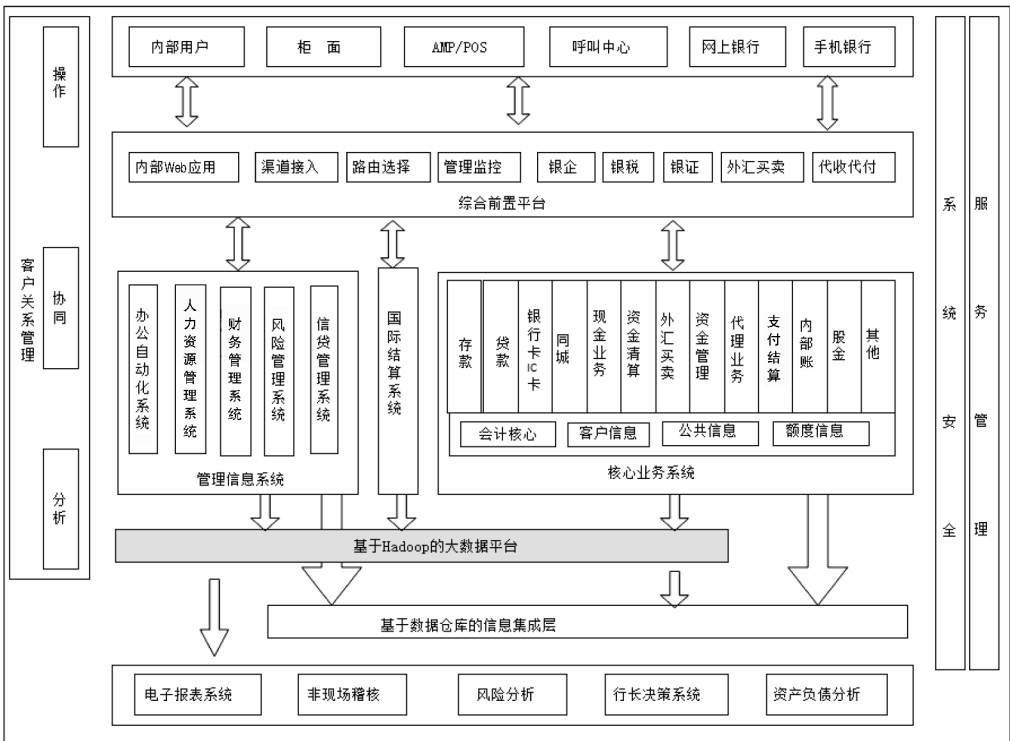 操作
协同
分析
客户关系管理
内部用户
柜 面
AMP/POS
呼叫中心
网上银行
手机银行
内部Web应用
渠道接入
路由选择
管理监控
银企
银税
银证
外汇买卖
代收代付
综合前置平台
办公自动化系统
人力资源管理系统
财务管理系统
风险管理系统
信贷管理系统
管理信息系统
国际结算系统
存款
贷款
银行卡IC卡
同城
现金业务
资金清算
外汇买卖
资金管理
代理业务
支付结算
内部账
股金
其他
会计核心
客户信息
公共信息
额度信息
核心业务系统
基于Hadoop的大数据平台
基于数据仓库的信息集成层
电子报表系统
非现场稽核
风险分析
行长决策系统
资产负债分析
系统安全
服务管理